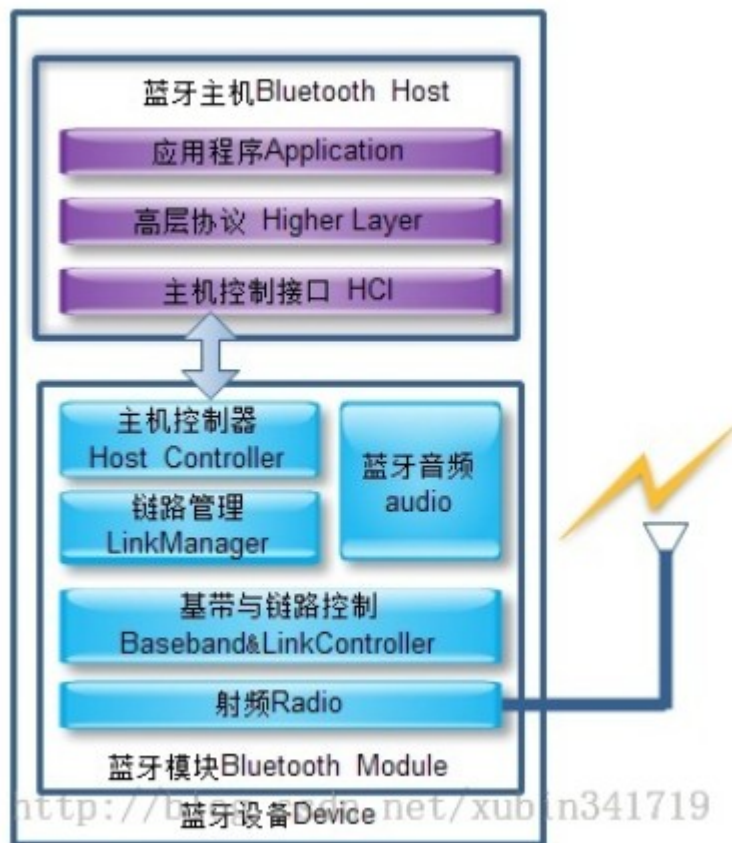 蓝牙主机Bluetooth Host
应用程序Application
高层协议 Higher Layer
主机控制接口 HCI
主机控制器
Host Controller
蓝牙音频
audio
链路管理
LinkManager
基带与链路控制
Baseband&LinkController
射频Radio
蓝牙模块Bluetooth Module
http://blog.csdn.net/xubin341719
蓝牙设备Device